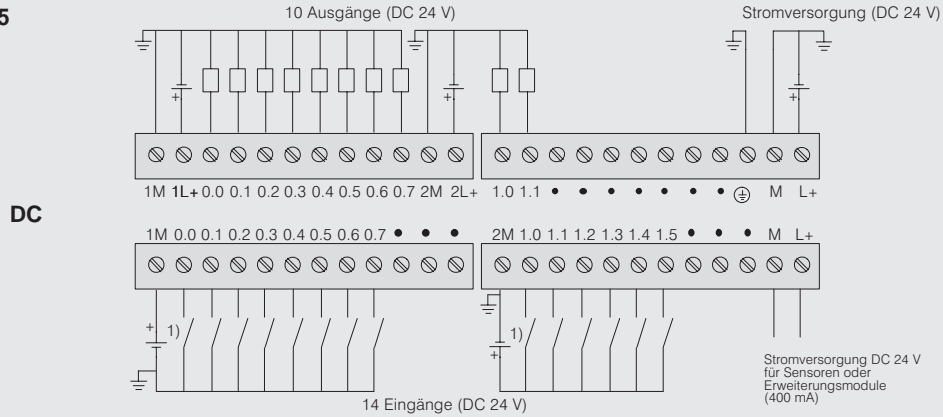 5
10 Ausgänge (DC 24 V)
Stromversorgung (DC 24 V)
+ + +
1M 1L+ 0.0 0.1 0.2 0.3 0.4 0.5 0.6 0.7 2M 2L+ 1.0 1.1 • • • • • • • M L+
DC
1M 0.0 0.1 0.2 0.3 0.4 0.5 0.6 0.7 • • • 2M 1.0 1.1 1.2 1.3 1.4 1.5 • • • M L+
+ 1) 1)
+
Stromversorgung DC 24 V
für Sensoren oder
Erweiterungsmodule
(400 mA)
14 Eingänge (DC 24 V)